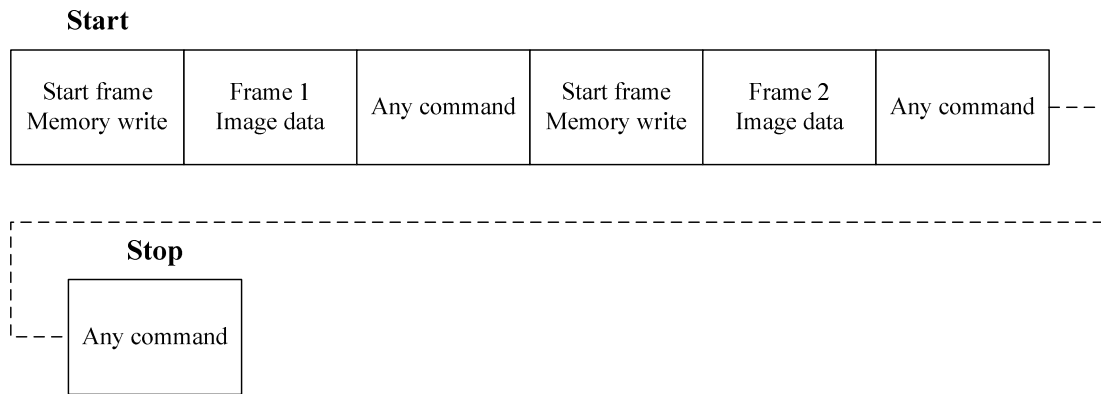 Start
Start frame
Memory write
Frame 1
Image data
Any command
Start frame
Memory write
Frame 2
Image data
Any command
Stop
Any command